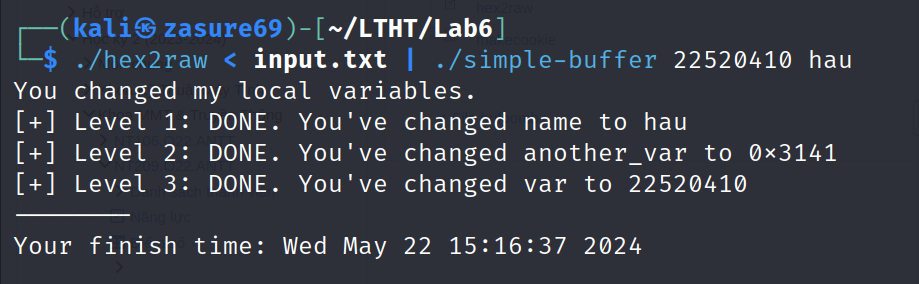 hex2raw
┌──(kali㉿zasure69)-[~/LTHT/Lab6]
└─$ ./hex2raw < input.txt | ./simple-buffer 22520410 hau
You changed my local variables.
[+] Level 1: DONE. You've changed name to hau
[+] Level 2: DONE. You've changed another_var to 0×3141
[+] Level 3: DONE. You've changed var to 22520410
─────────
Your finish time: Wed May 22 15:16:37 2024